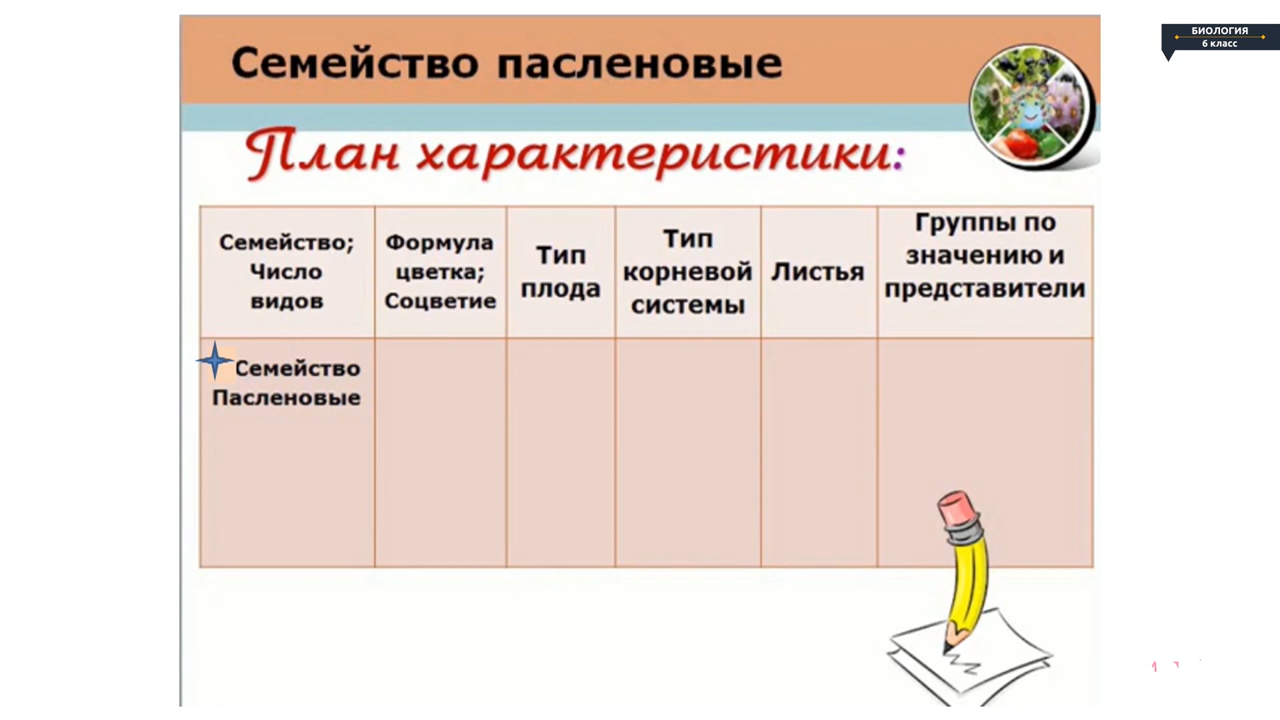 БИОЛОГИЯ
6 класс
Семейство пасленовые
План характеристики:
Семейство;
Число
видов
Формула
цветка;
Соцветие
Тип
плода
Тип
корневой
системы
Листья
Группы по
значению и
представители
Семейство
Пасленовые